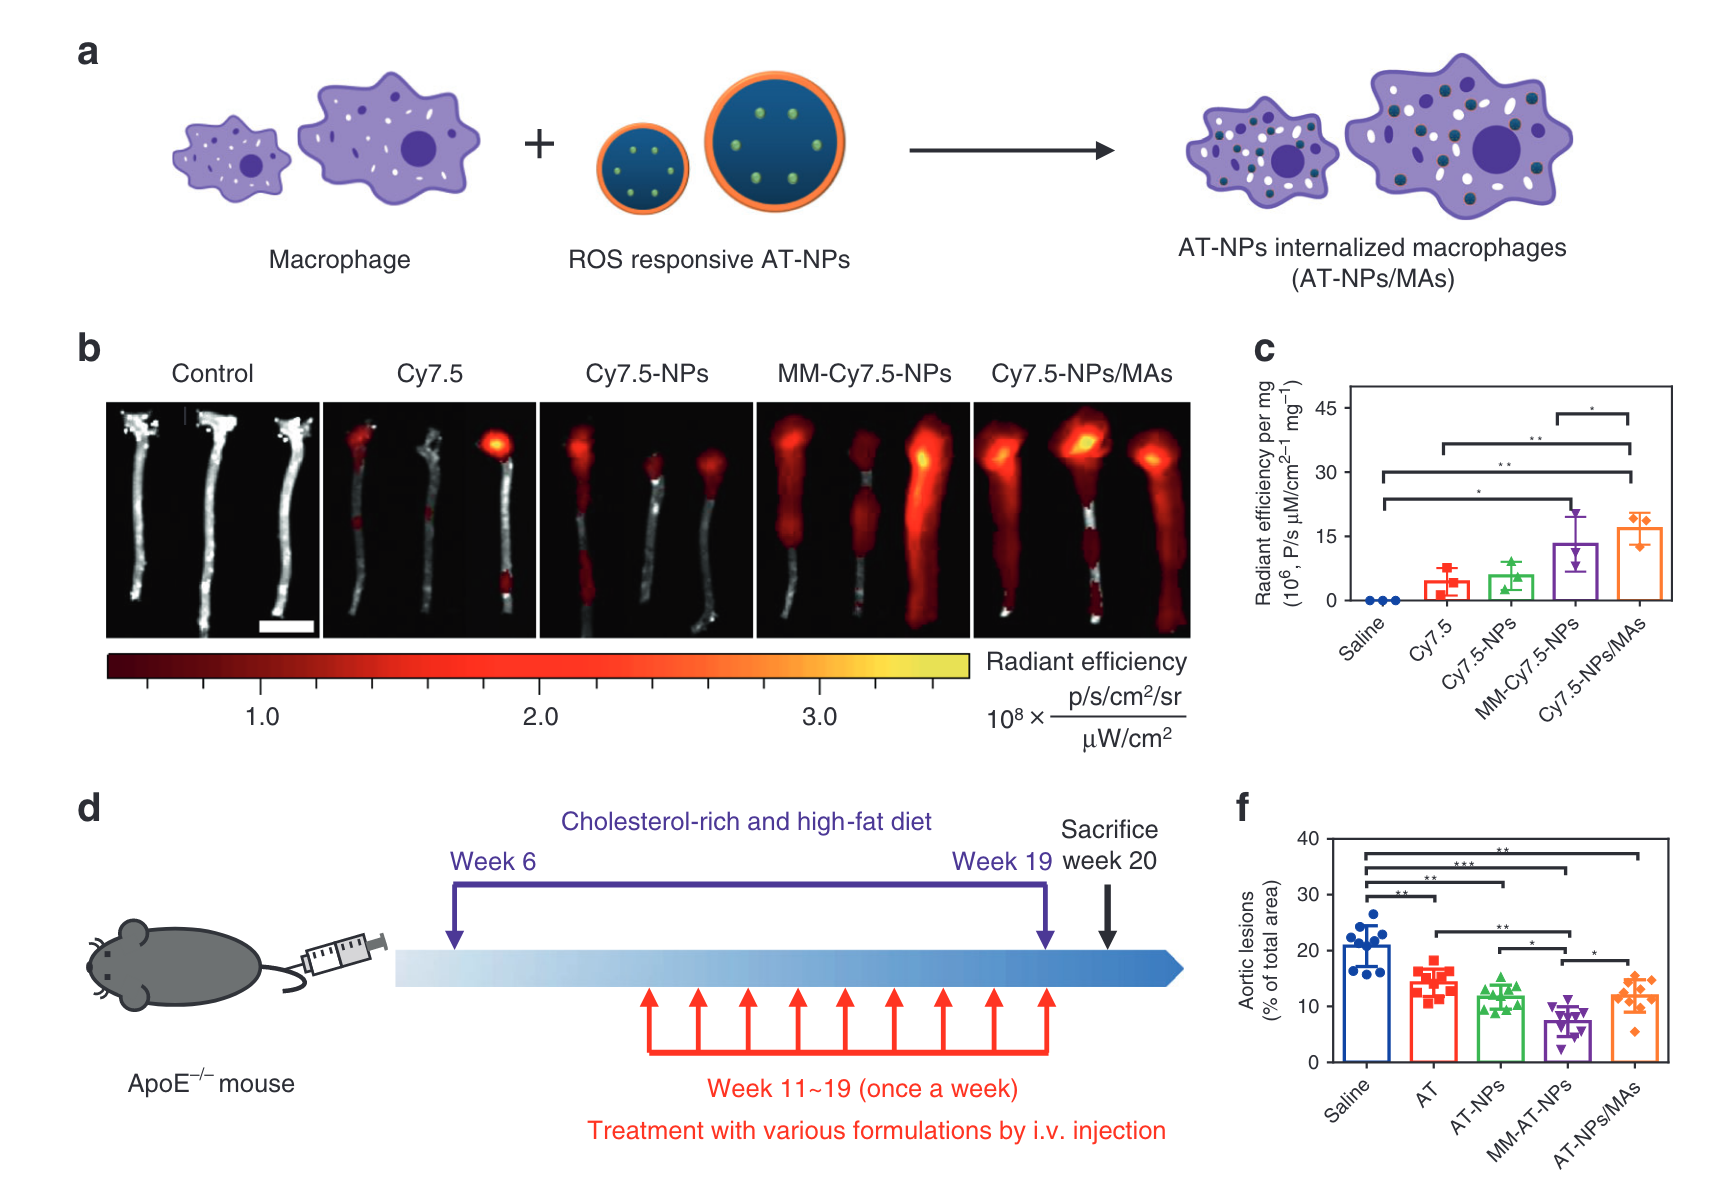 a
+
Macrophage
ROS responsive AT-NPs
AT-NPs internalized macrophages
(AT-NPs/MAs)
b
Control
Cy7.5
Cy7.5-NPs
MM-Cy7.5-NPs
Cy7.5-NPs/MAs
1.0
2.0
3.0
Radiant efficiency
10⁸ × p/s/cm²/sr
µW/cm²
c
Radiant efficiency per mg
(10⁶, P/s µM/cm²⁻¹ mg⁻¹)
45
30
15
0
*
**
**
*
Saline
Cy7.5
Cy7.5-NPs
MM-Cy7.5-NPs
Cy7.5-NPs/MAs
d
Cholesterol-rich and high-fat diet
Week 6
Week 19
Sacrifice
week 20
ApoE⁻/⁻ mouse
Week 11~19 (once a week)
Treatment with various formulations by i.v. injection
f
Aortic lesions
(% of total area)
40
30
20
10
0
**
***
**
**
**
*
*
Saline
AT
AT-NPs
MM-AT-NPs
AT-NPs/MAs